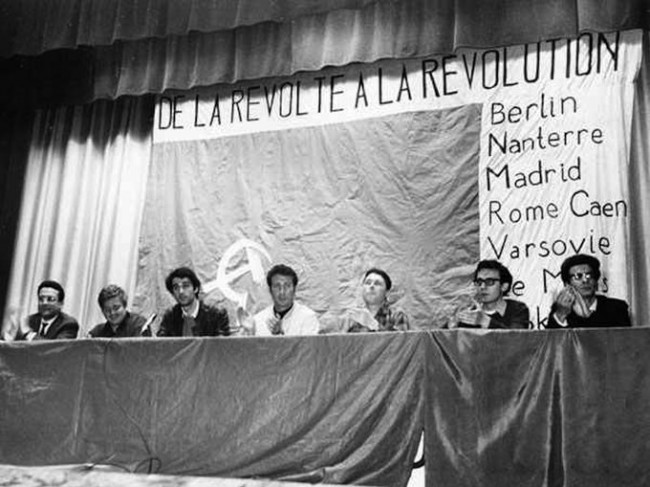 DE LA REVOLTE A LA REVOLUTION
Berlin
Nanterre
Madrid
Rome Caen
Varsovie